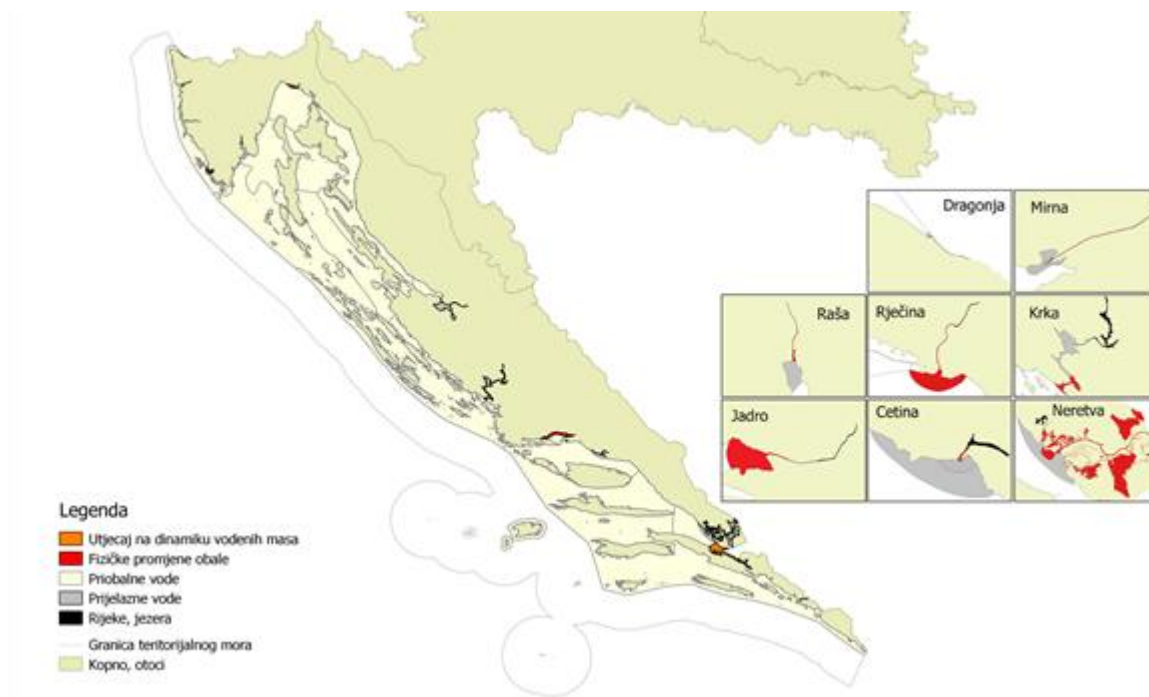 Dragonja
Mirna
Raša
Rječina
Krka
Jadro
Cetina
Neretva
Legenda
Utjecaj na dinamiku vodenih masa
Fizičke promjene obale
Priobalne vode
Prijelazne vode
Rijeke, jezera
Granica teritorijalnog mora
Kopno, otoci